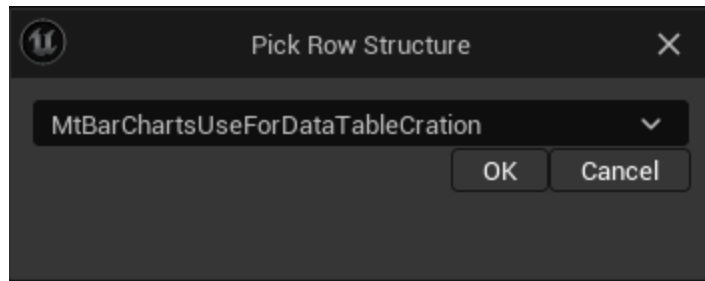 Pick Row Structure
MtBarChartsUseForDataTableCration
OK Cancel